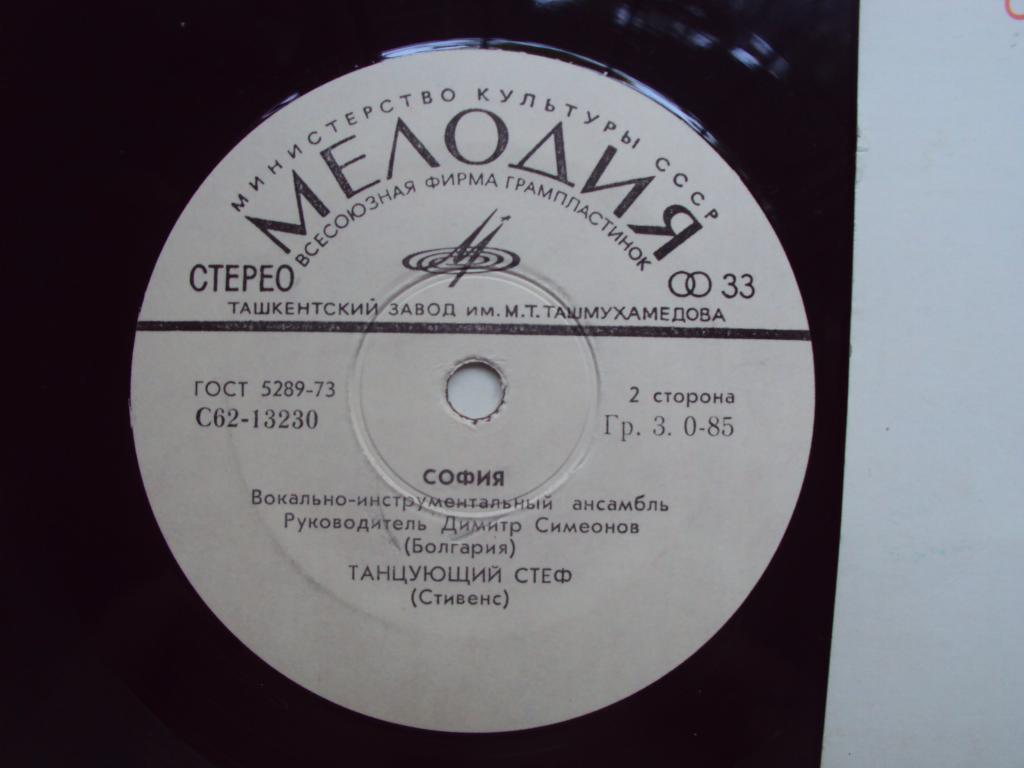 МИНИСТЕРСТВО КУЛЬТУРЫ СССР
МЕЛОДИЯ
ВСЕСОЮЗНАЯ ФИРМА ГРАМПЛАСТИНОК
СТЕРЕО 33
ТАШКЕНТСКИЙ ЗАВОД ИМ. М.Т. ТАШМУХАМЕДОВА
ГОСТ 5289-73 2 сторона
С62-13230 Гр. 3. 0-85
СОФИЯ
Вокально-инструментальный ансамбль
Руководитель Димитр Симеонов
(Болгария)
ТАНЦУЮЩИЙ СТЕФ
(Стивенс)